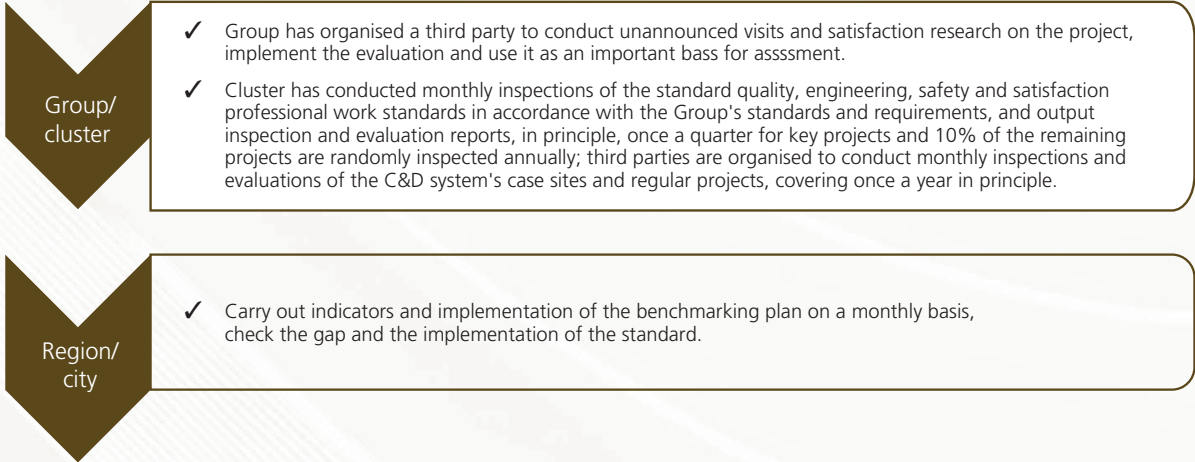 Group/
cluster
✓ Group has organised a third party to conduct unannounced visits and satisfaction research on the project,
implement the evaluation and use it as an important bass for assssment.
✓ Cluster has conducted monthly inspections of the standard quality, engineering, safety and satisfaction
professional work standards in accordance with the Group's standards and requirements, and output
inspection and evaluation reports, in principle, once a quarter for key projects and 10% of the remaining
projects are randomly inspected annually; third parties are organised to conduct monthly inspections and
evaluations of the C&D system's case sites and regular projects, covering once a year in principle.
Region/
city
✓ Carry out indicators and implementation of the benchmarking plan on a monthly basis,
check the gap and the implementation of the standard.